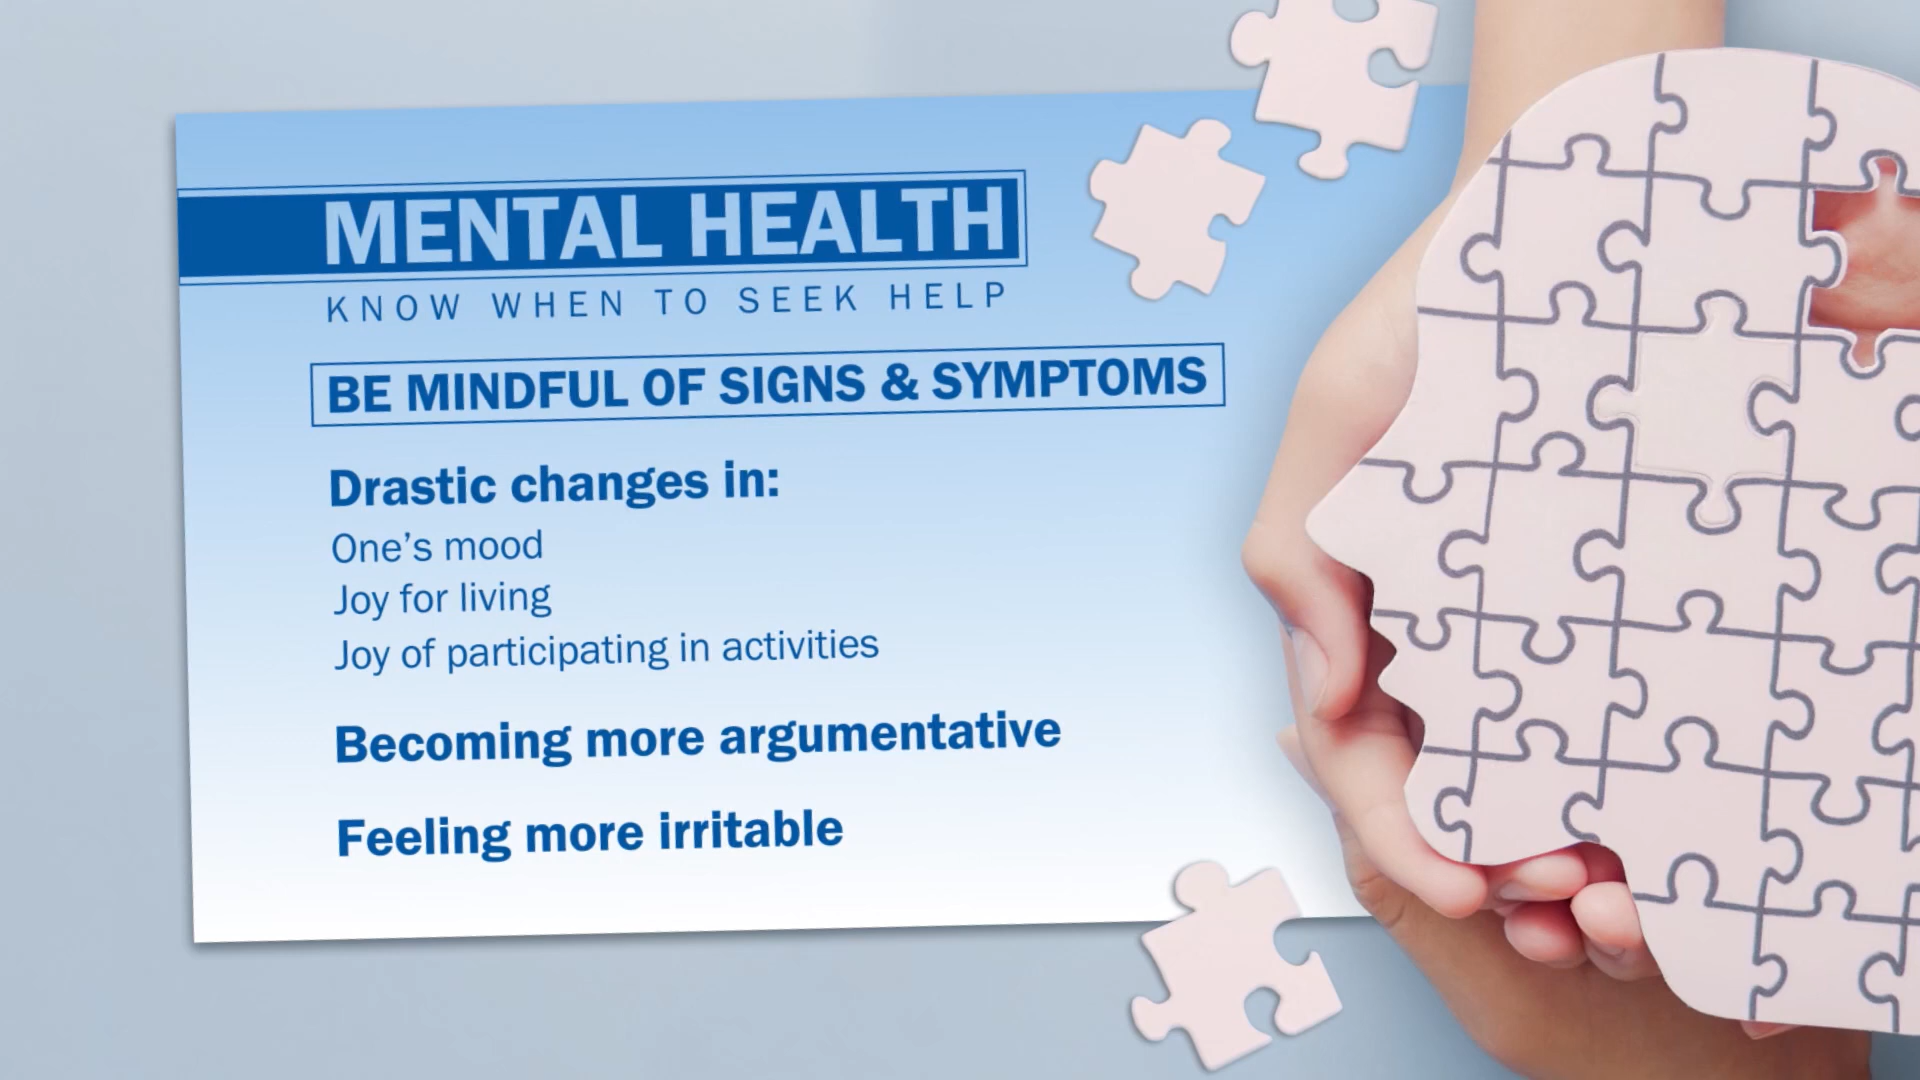 MENTAL HEALTH
KNOW WHEN TO SEEK HELP
BE MINDFUL OF SIGNS & SYMPTOMS
Drastic changes in:
One’s mood
Joy for living
Joy of participating in activities
Becoming more argumentative
Feeling more irritable